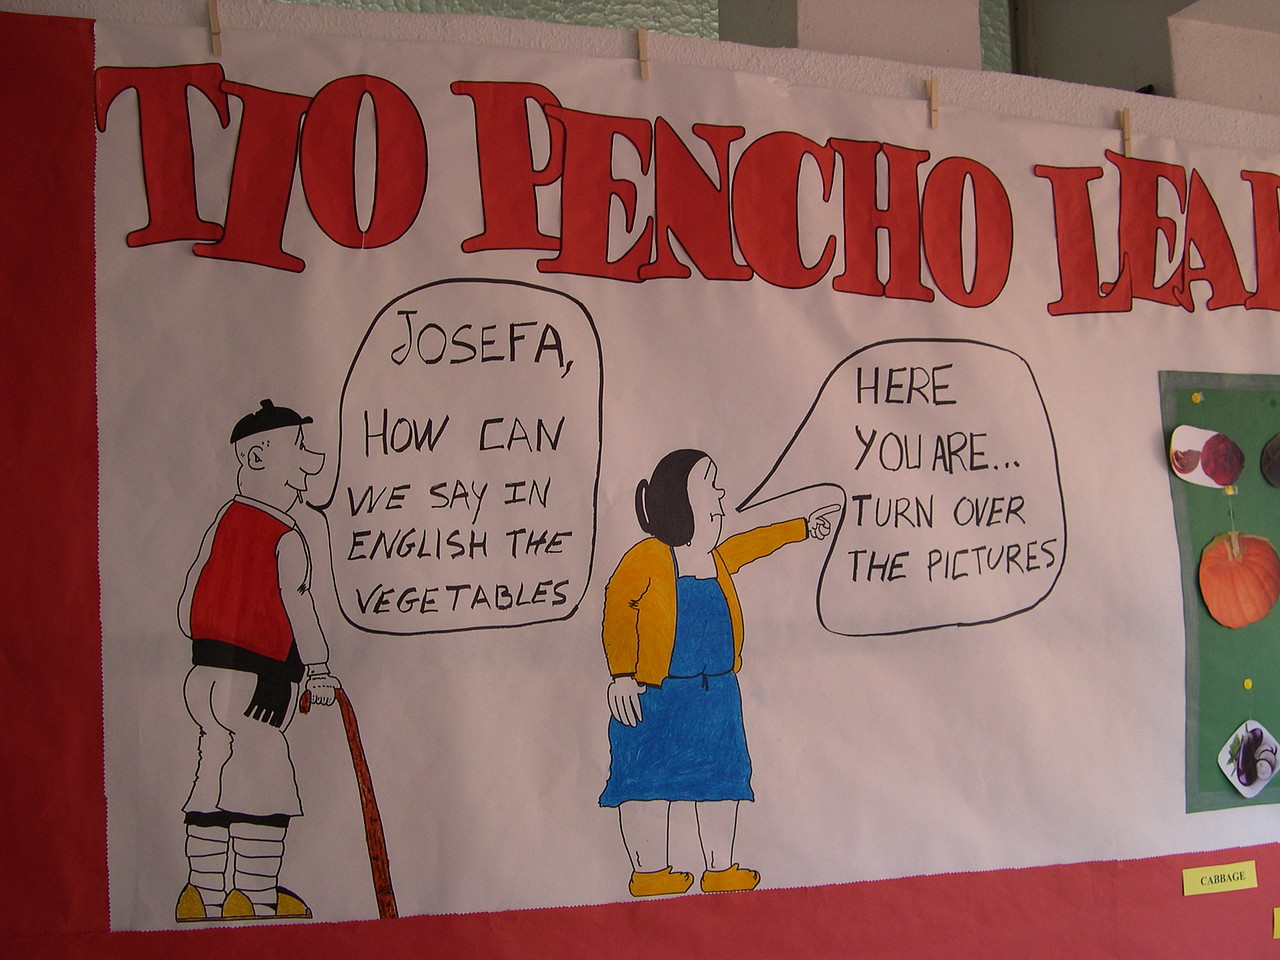 TIO PENCHO LEAR
JOSEFA,
HOW CAN
WE SAY IN
ENGLISH THE
VEGETABLES
HERE
YOU ARE...
TURN OVER
THE PICTURES
CABBAGE